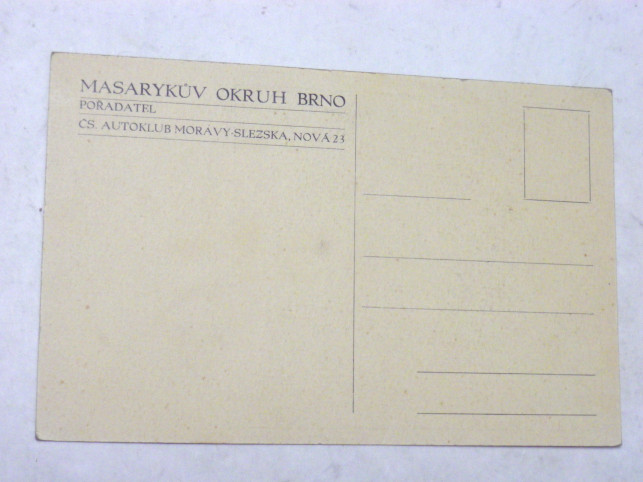 MASARYKŮV OKRUH BRNO
POŘADATEL
ČS. AUTOKLUB MORAVY-SLEZSKA, NOVÁ 23